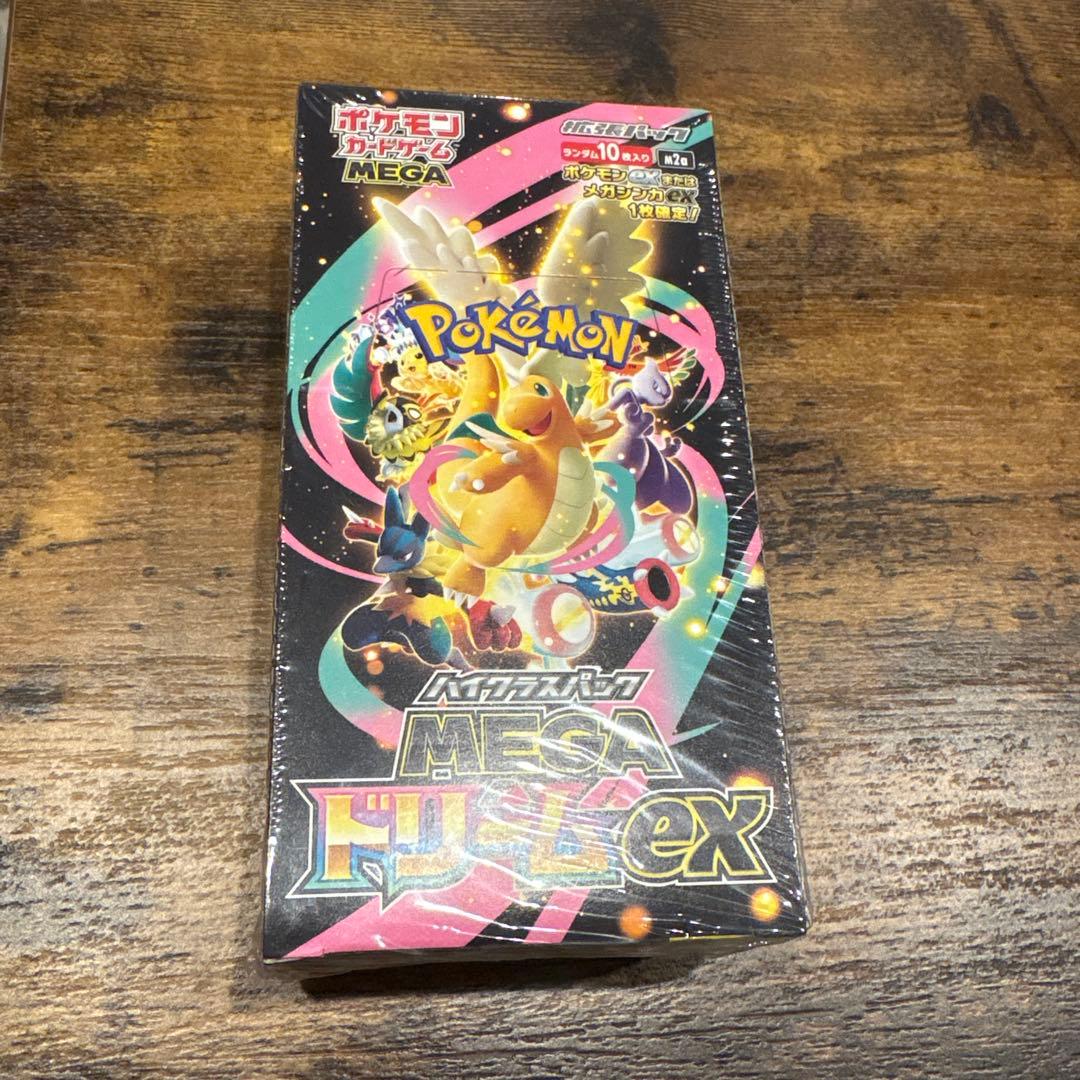 ポケモン
カードゲーム
MEGA
拡張パック
ランダム10枚入り M2a
ポケモンexまたは
メガシンカex
1枚確定!
POKéMON
ハイクラスパック
MEGA
ドリームex